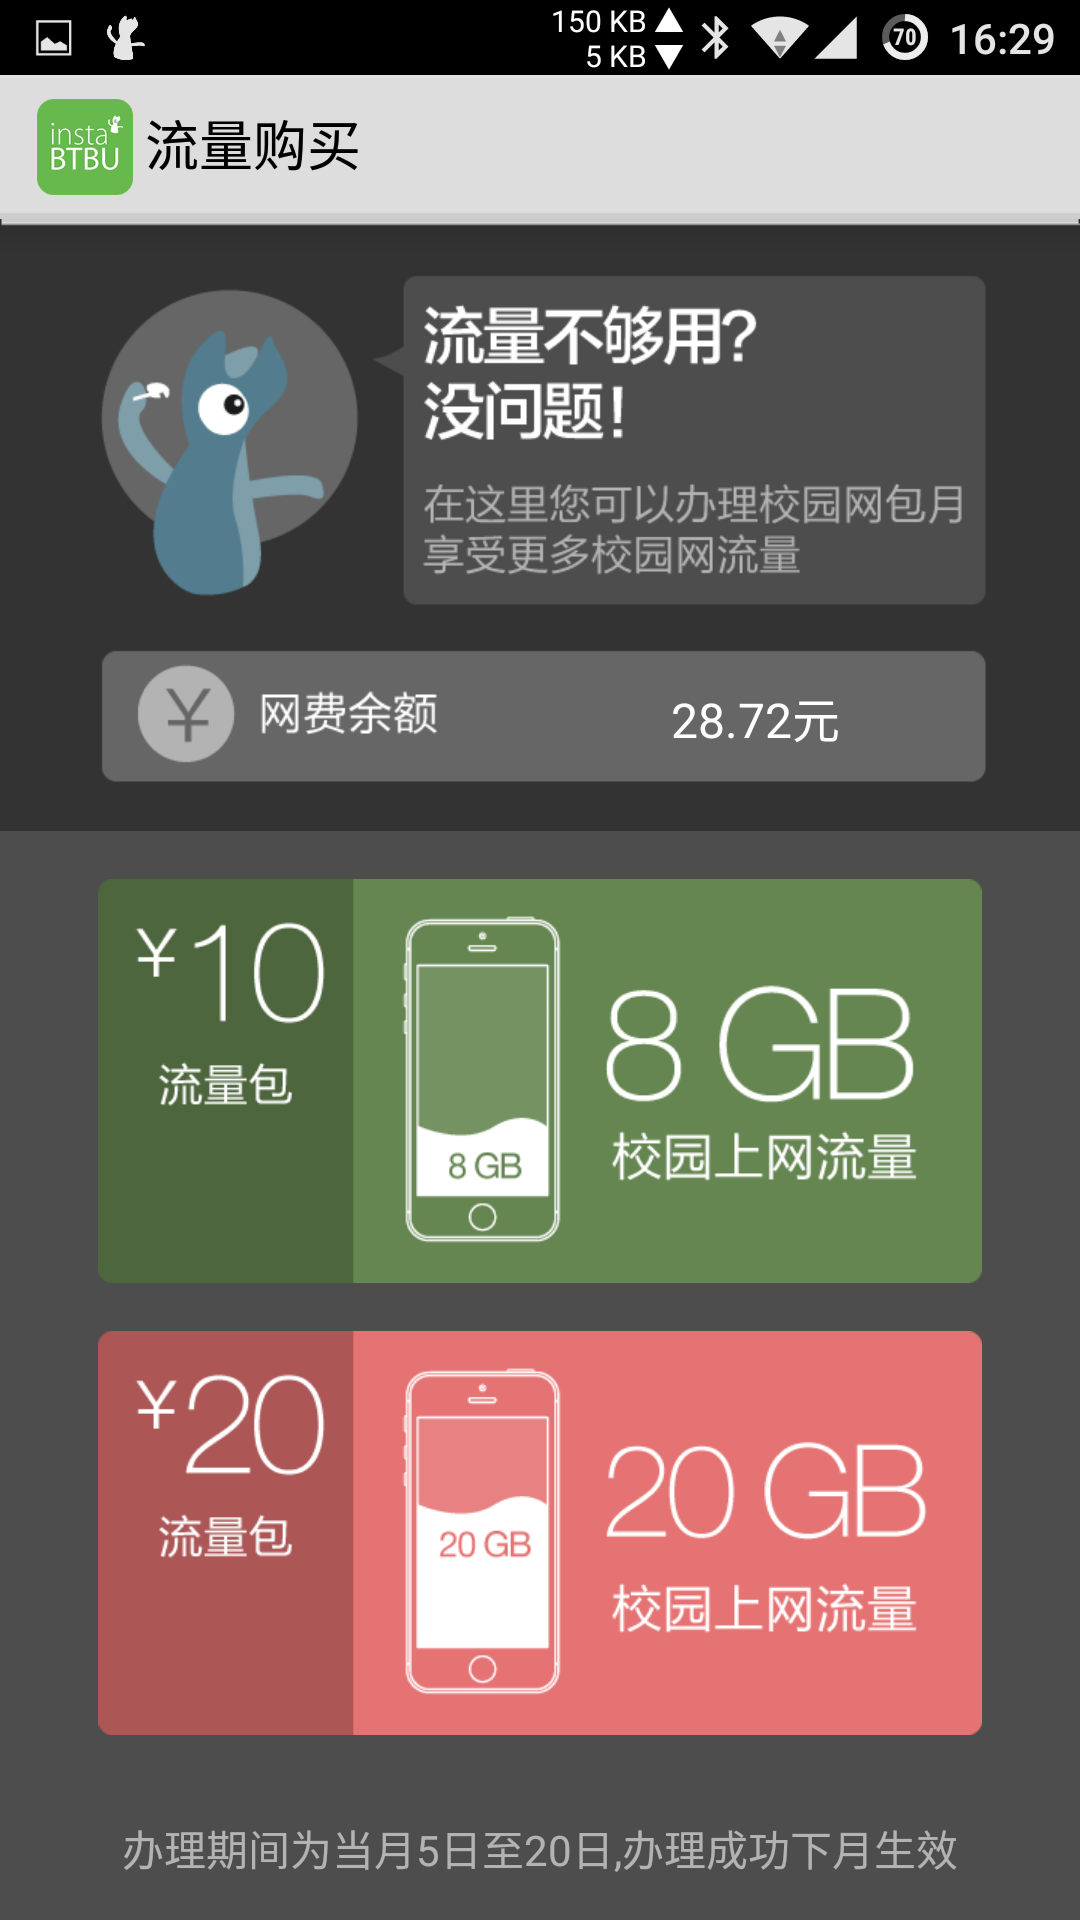 150 KB
5 KB
70
16:29
insta
BTBU
流量购买
流量不够用?
没问题!
在这里您可以办理校园网包月
享受更多校园网流量
¥ 网费余额 28.72元
¥10
流量包
8 GB
8 GB
校园上网流量
¥20
流量包
20 GB
20 GB
校园上网流量
办理期间为当月5日至20日,办理成功下月生效